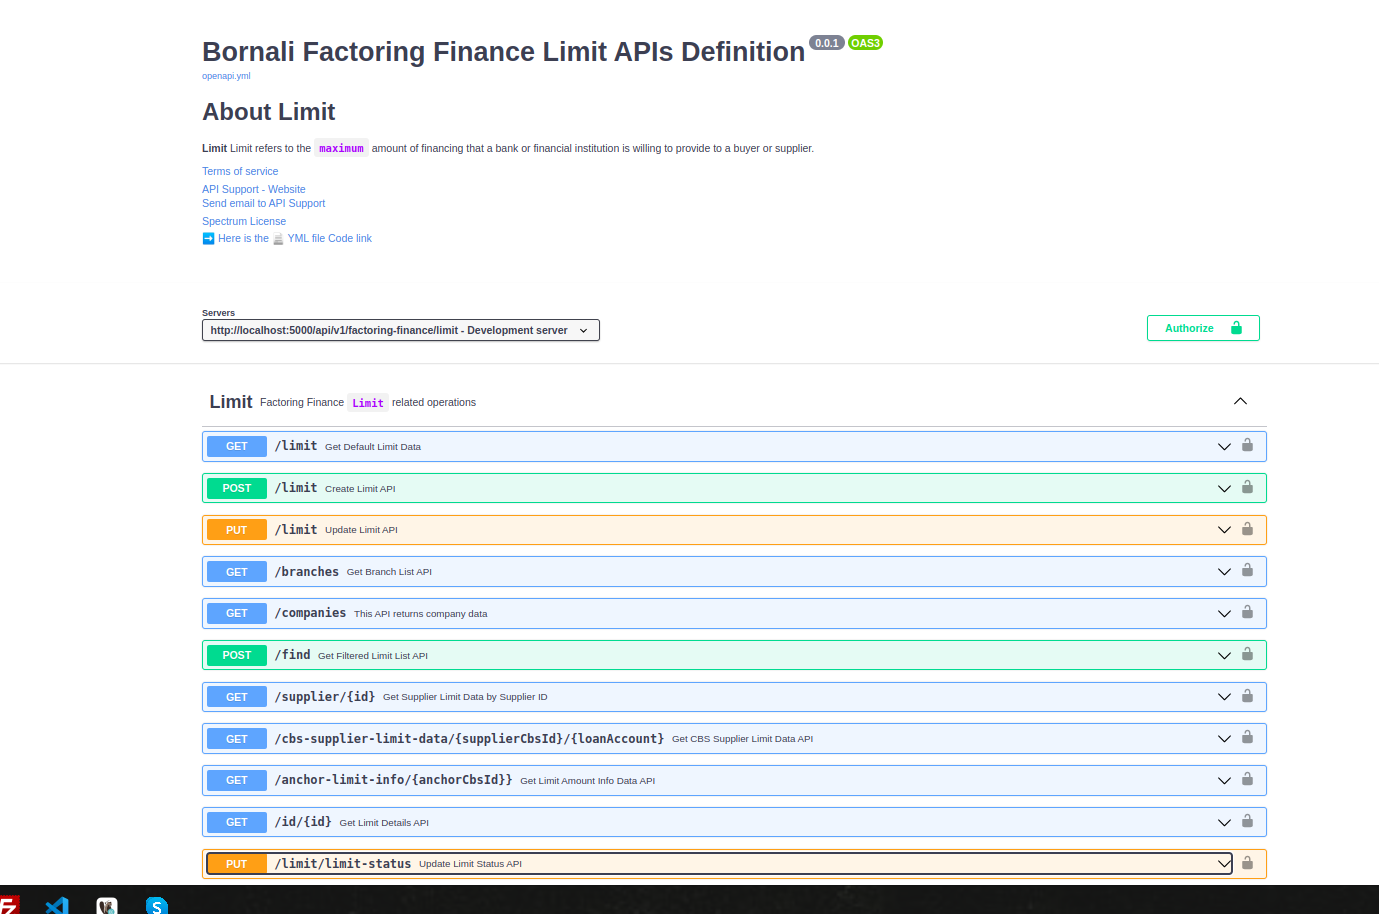 Bornali Factoring Finance Limit APIs Definition 0.0.1 OAS3
openapi.yml
About Limit
Limit Limit refers to the maximum amount of financing that a bank or financial institution is willing to provide to a buyer or supplier.
Terms of service
API Support - Website
Send email to API Support
Spectrum License
➡️ Here is the 📃 YML file Code link
Servers
http://localhost:5000/api/v1/factoring-finance/limit - Development server
Authorize
Limit Factoring Finance Limit related operations
GET /limit Get Default Limit Data
POST /limit Create Limit API
PUT /limit Update Limit API
GET /branches Get Branch List API
GET /companies This API returns company data
POST /find Get Filtered Limit List API
GET /supplier/{id} Get Supplier Limit Data by Supplier ID
GET /cbs-supplier-limit-data/{supplierCbsId}/{loanAccount} Get CBS Supplier Limit Data API
GET /anchor-limit-info/{anchorCbsId}} Get Limit Amount Info Data API
GET /id/{id} Get Limit Details API
PUT /limit/limit-status Update Limit Status API